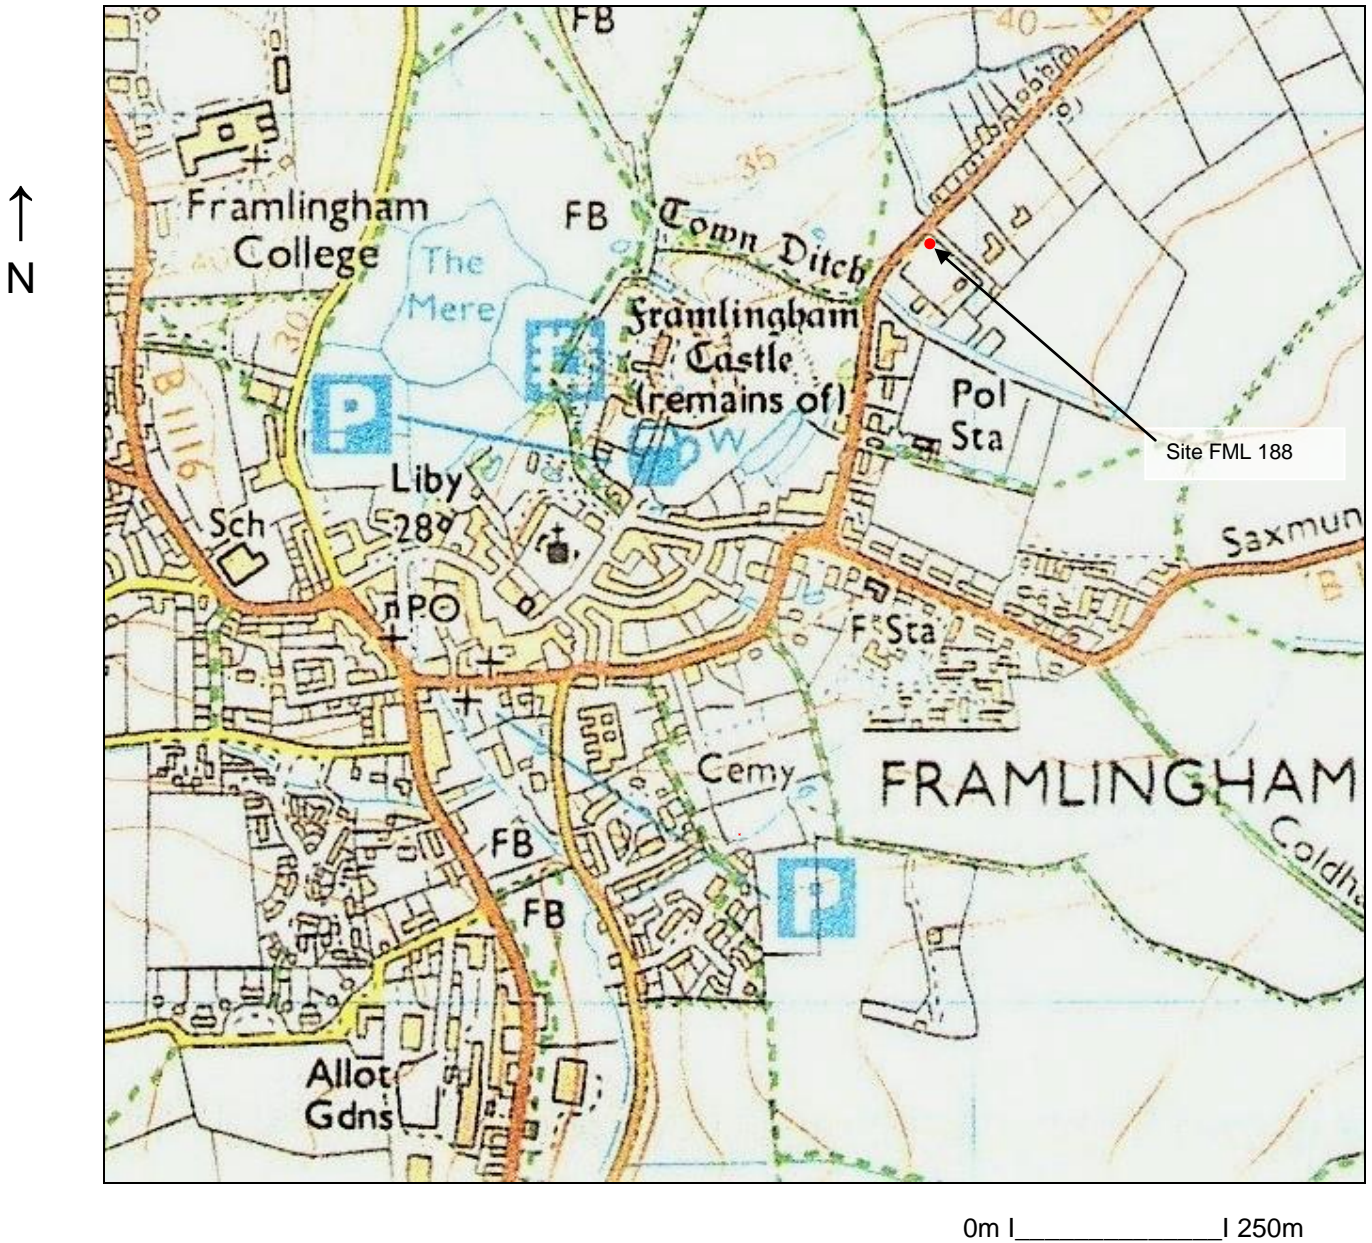 FB
40
35
Framlingham
College
FB
Town Ditch
N
The
Mere
30
Framlingham
Castle
(remains of)
B 1116
P
W
Pol
Sta
Site FML 188
Liby
28
Sch
Saxmun
PO
F Sta
Cemy
FRAMLINGHAM
FB
Coldha
P
FB
Allot
Gdns
0m I_______________I 250m